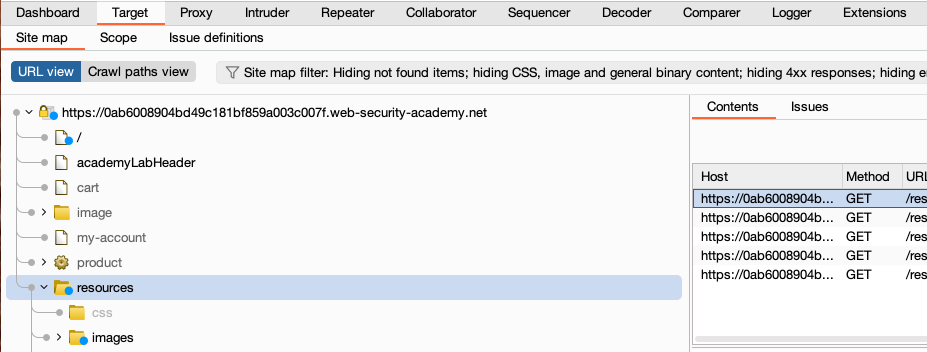 Dashboard Target Proxy Intruder Repeater Collaborator Sequencer Decoder Comparer Logger Extensions
Site map Scope Issue definitions
URL view Crawl paths view Site map filter: Hiding not found items; hiding CSS, image and general binary content; hiding 4xx responses; hiding e
https://0ab6008904bd49c181bf859a003c007f.web-security-academy.net
/
academyLabHeader
cart
image
my-account
product
resources
css
images
Contents Issues
Host Method URL
https://0ab6008904b... GET /res
https://0ab6008904b... GET /res
https://0ab6008904b... GET /res
https://0ab6008904b... GET /res
https://0ab6008904b... GET /res